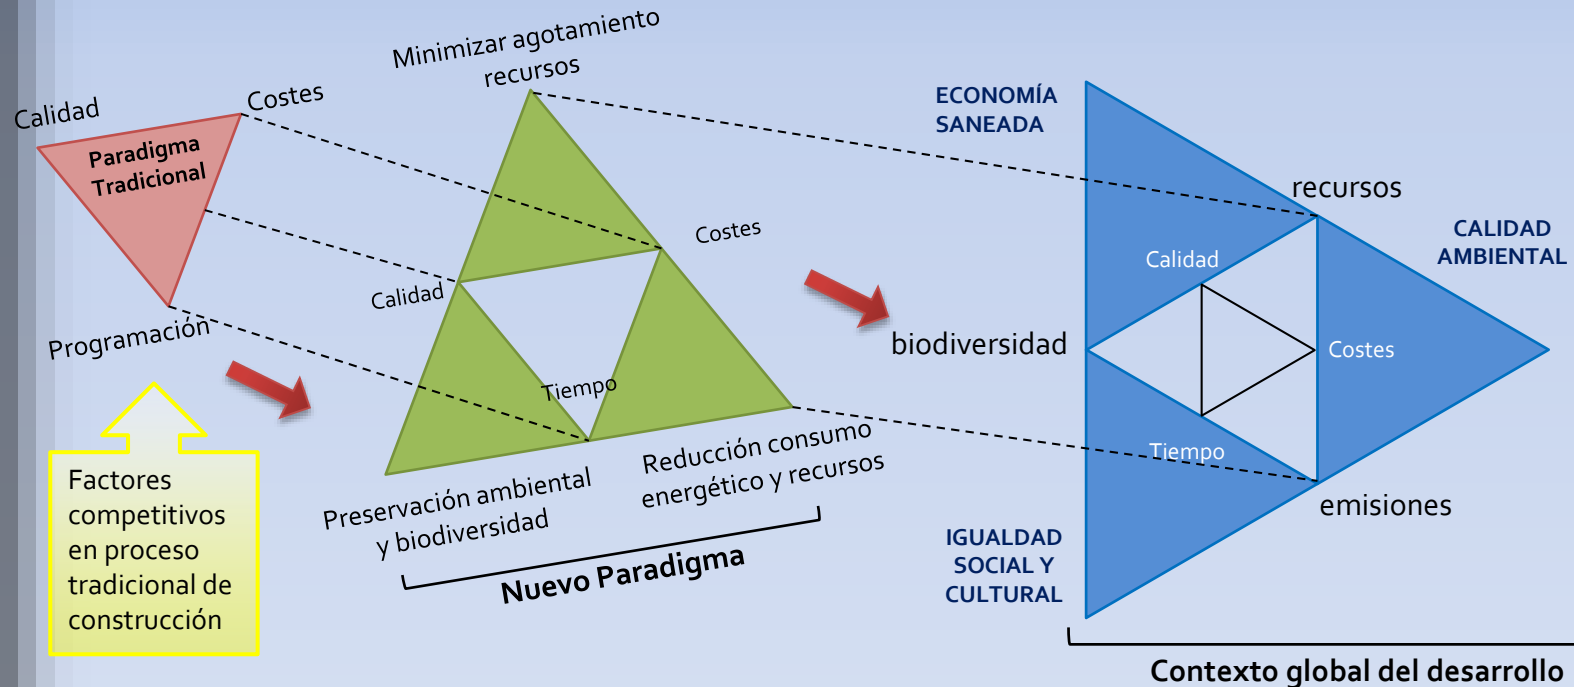 Calidad
Costes
Paradigma
Tradicional
Programación
Factores
competitivos
en proceso
tradicional de
construcción
Minimizar agotamiento
recursos
Costes
Calidad
Tiempo
Preservación ambiental
y biodiversidad
Reducción consumo
energético y recursos
Nuevo Paradigma
ECONOMÍA
SANEADA
recursos
CALIDAD
AMBIENTAL
Calidad
biodiversidad
Costes
Tiempo
emisiones
IGUALDAD
SOCIAL Y
CULTURAL
Contexto global del desarrollo